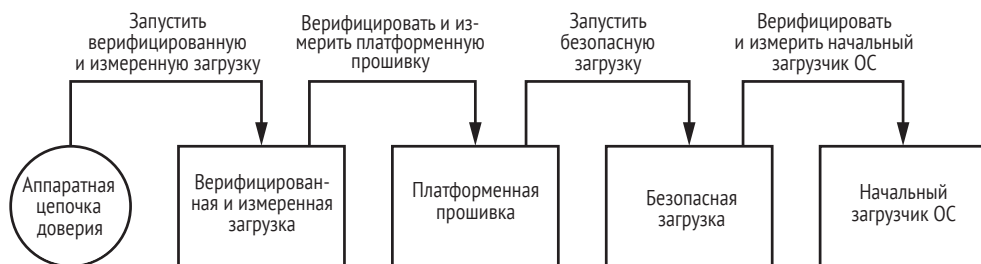 Запустить
верифицированную
и измеренную загрузку
Верифицировать и из-
мерить платформенную
прошивку
Запустить
безопасную
загрузку
Верифицировать
и измерить начальный
загрузчик ОС
Аппаратная
цепочка
доверия
Верифицирован-
ная и измеренная
загрузка
Платформенная
прошивка
Безопасная
загрузка
Начальный
загрузчик ОС